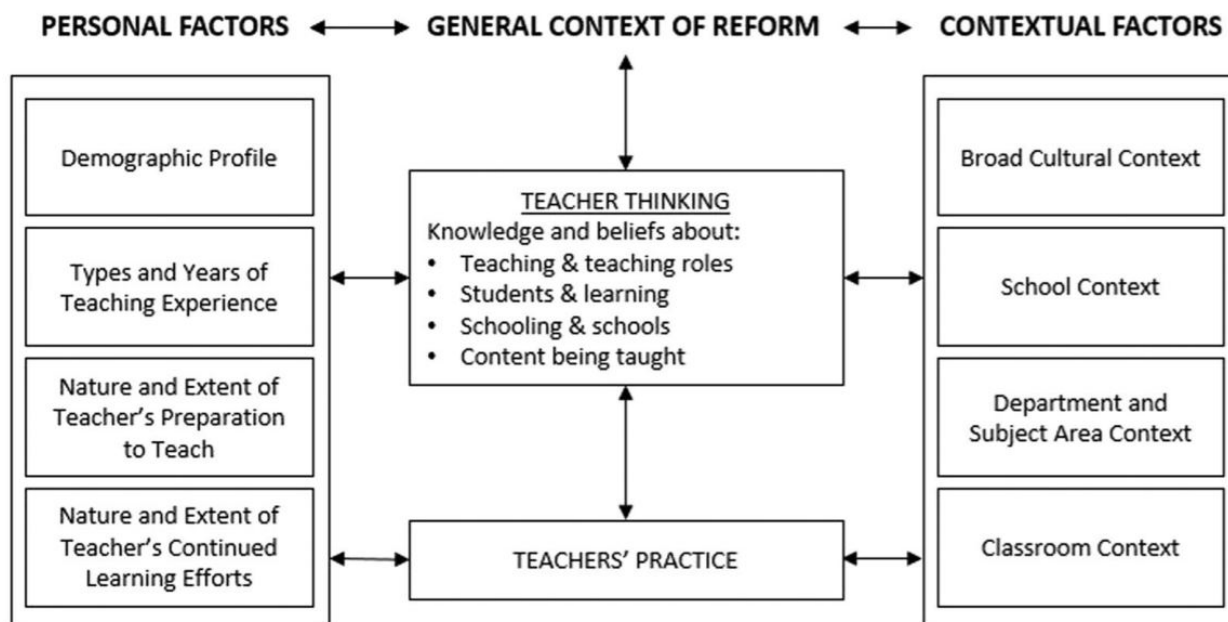 PERSONAL FACTORS
GENERAL CONTEXT OF REFORM
CONTEXTUAL FACTORS
Demographic Profile
Types and Years of
Teaching Experience
Nature and Extent of
Teacher’s Preparation
to Teach
Nature and Extent of
Teacher’s Continued
Learning Efforts
TEACHER THINKING
Knowledge and beliefs about:
• Teaching & teaching roles
• Students & learning
• Schooling & schools
• Content being taught
TEACHERS’ PRACTICE
Broad Cultural Context
School Context
Department and
Subject Area Context
Classroom Context